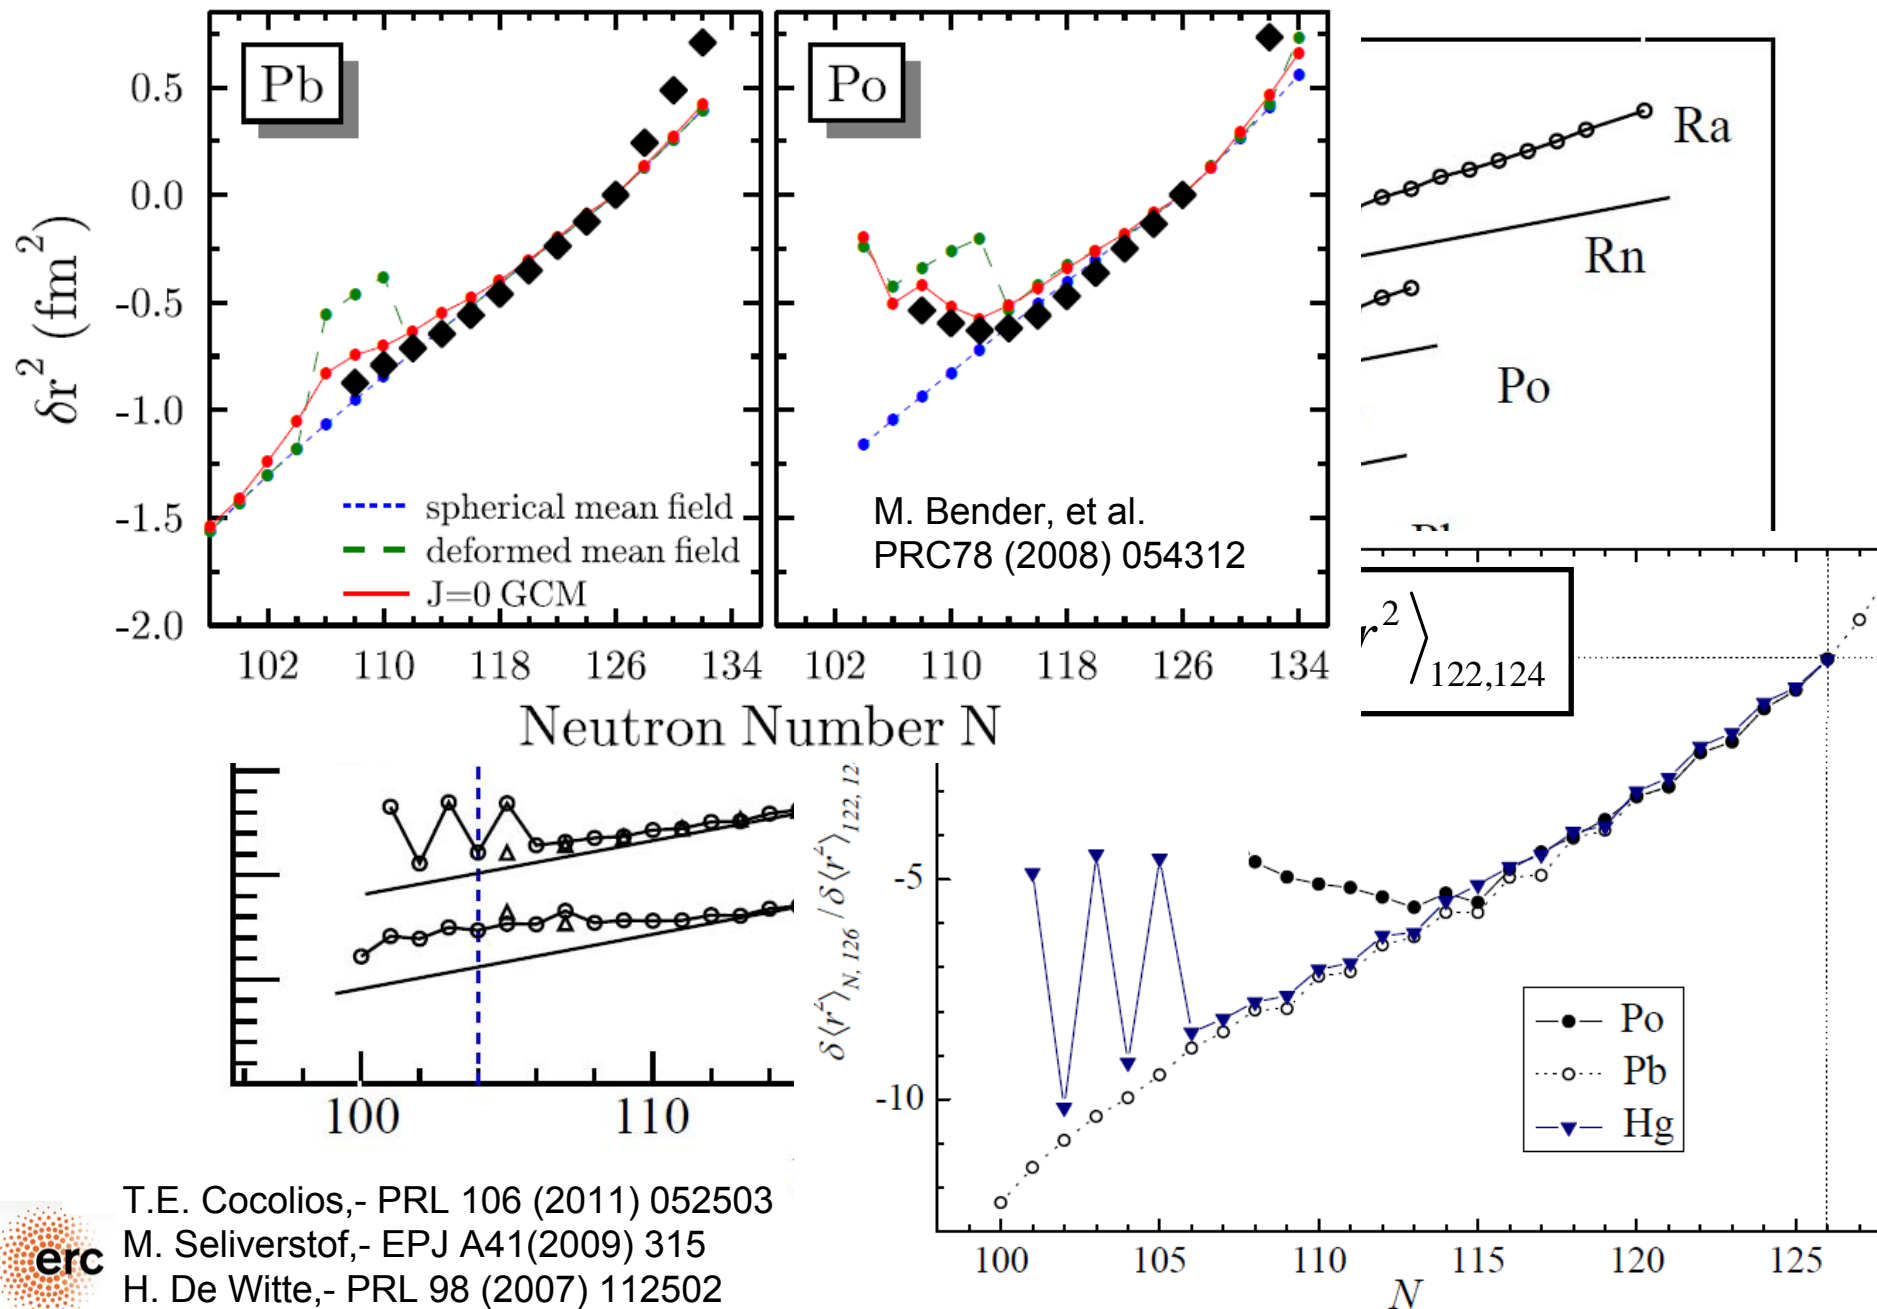 Pb
Po
0.5
0.0
-0.5
-1.0
-1.5
-2.0
δr² (fm²)
spherical mean field
deformed mean field
J=0 GCM
M. Bender, et al.
PRC78 (2008) 054312
102 110 118 126 134
102 110 118 126 134
Neutron Number N
Ra
Rn
Po
r² ⟩122,124
100 110
δ⟨r²⟩N, 126 / δ⟨r²⟩122, 12
-5
-10
Po
Pb
Hg
100 105 110 115 120 125
N
T.E. Cocolios,- PRL 106 (2011) 052503
M. Seliverstof,- EPJ A41(2009) 315
H. De Witte,- PRL 98 (2007) 112502
erc